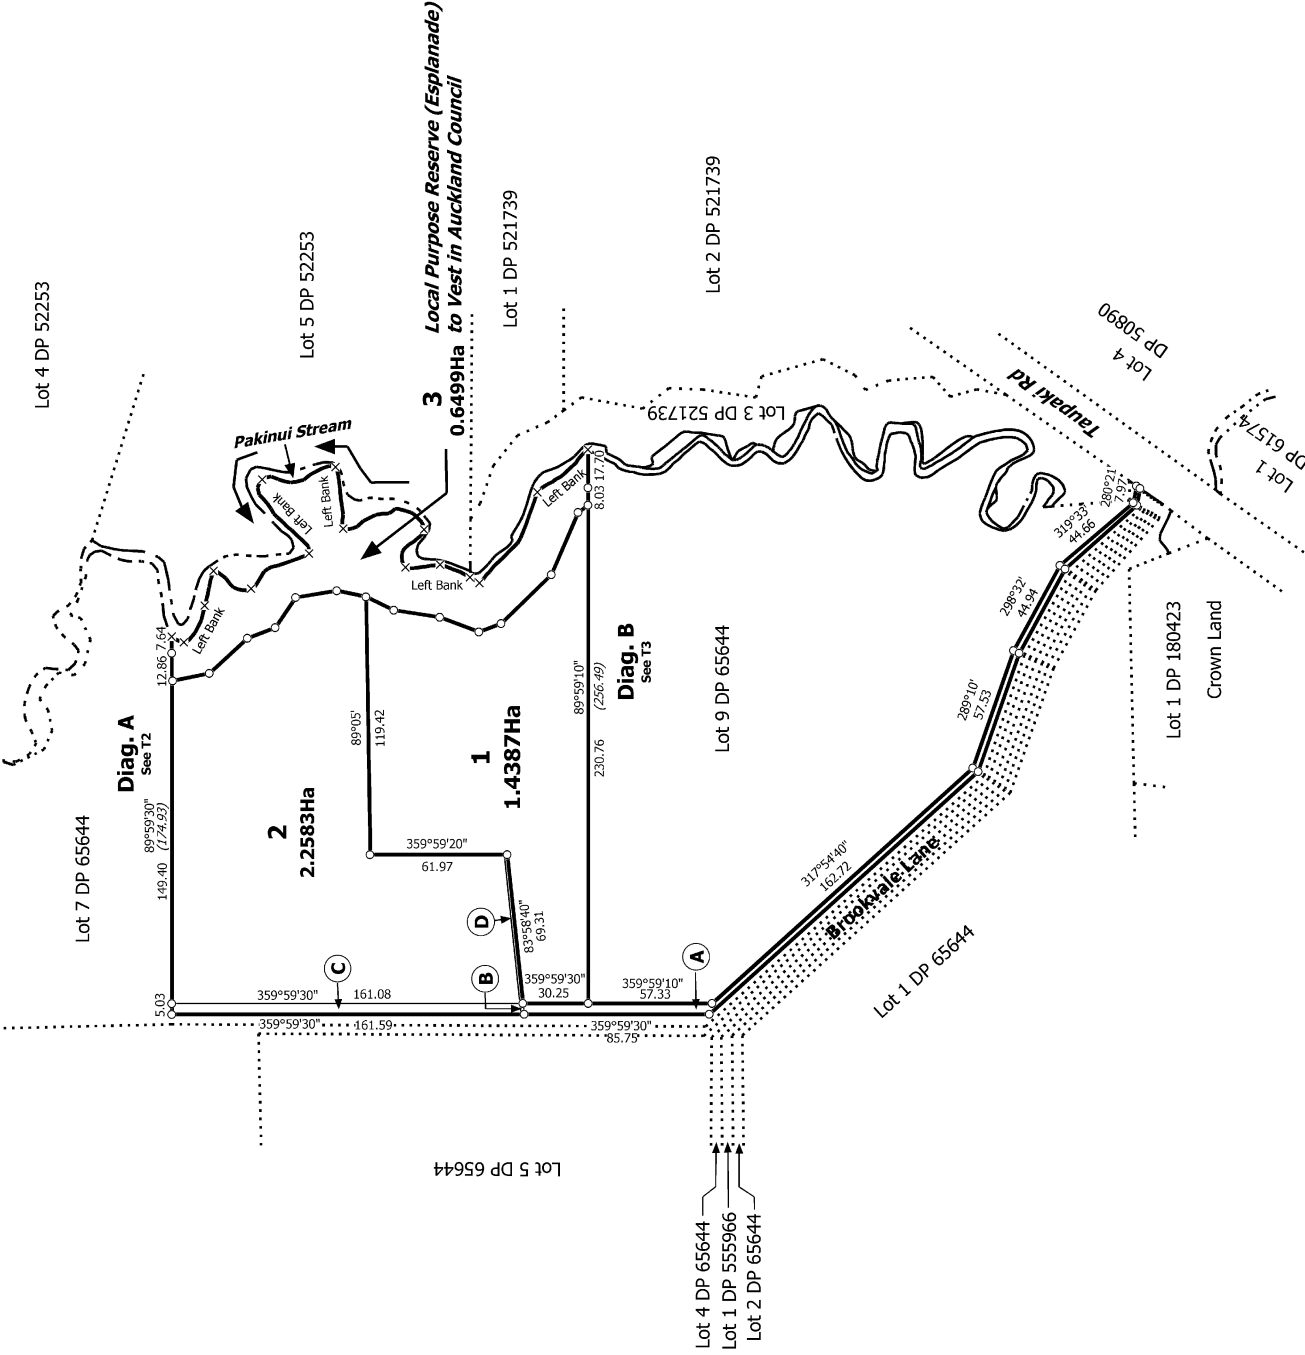 Lot 4 DP 52253
Lot 5 DP 52253
3
0.6499Ha
Local Purpose Reserve (Esplanade)
to Vest in Auckland Council
Lot 1 DP 521739
Lot 2 DP 521739
Pakinui Stream
Left Bank
Left Bank
Left Bank
Left Bank
Left Bank
Lot 3 DP 521739
Taupaki Rd
Lot 4
DP 50890
Lot 1
DP 61574
Lot 7 DP 65644
Diag. A
See T2
89°59'30"
(174.93)
149.40
12.86
7.64
5.03
2
2.2583Ha
89°05'
119.42
359°59'20"
61.97
1
1.4387Ha
Diag. B
See T3
89°59'10"
(256.49)
230.76
8.03
17.70
D
83°58'40"
69.31
C
B
A
359°59'30"
161.08
359°59'30"
161.59
359°59'30"
30.25
359°59'10"
57.33
359°59'30"
85.75
Lot 9 DP 65644
317°54'40"
162.72
289°10'
57.53
298°32'
44.94
319°33'
44.66
280°21'
7.97
Brookvale Lane
Lot 1 DP 65644
Lot 1 DP 180423
Crown Land
Lot 5 DP 65644
Lot 4 DP 65644
Lot 1 DP 555966
Lot 2 DP 65644